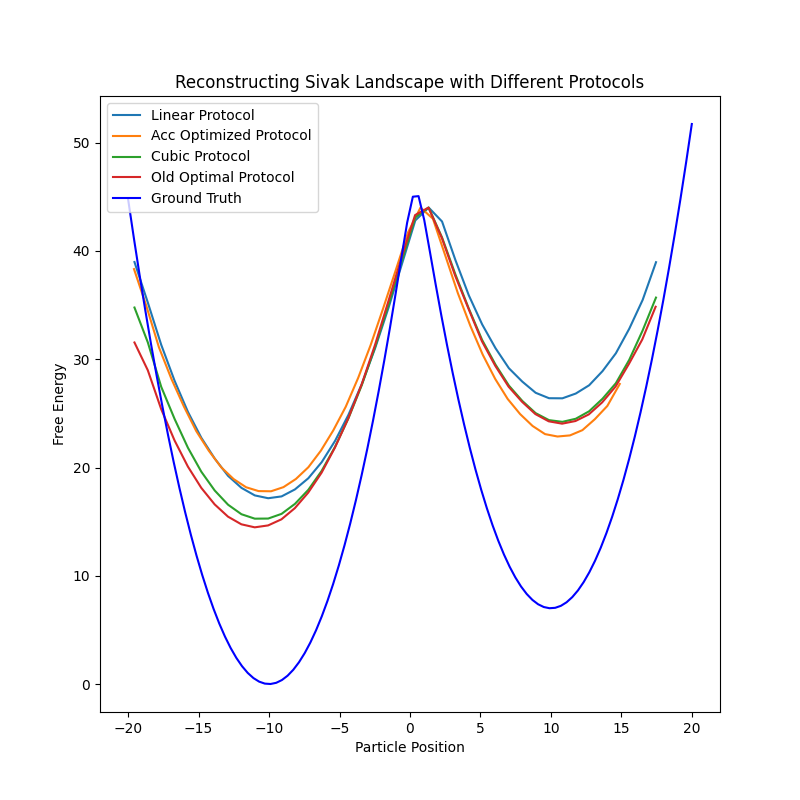 Reconstructing Sivak Landscape with Different Protocols
Linear Protocol
Acc Optimized Protocol
Cubic Protocol
Old Optimal Protocol
Ground Truth
50
40
30
20
10
0
Free Energy
−20
−15
−10
−5
0
5
10
15
20
Particle Position